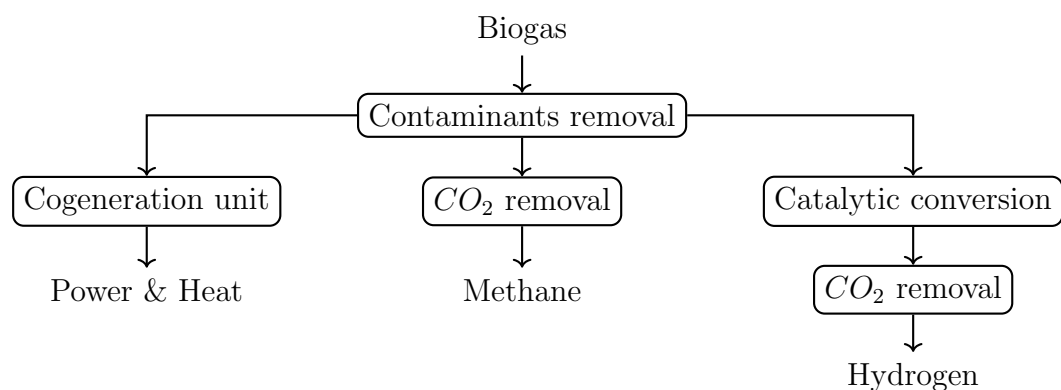 Biogas
Contaminants removal
Cogeneration unit
CO₂ removal
Catalytic conversion
Power & Heat
Methane
CO₂ removal
Hydrogen